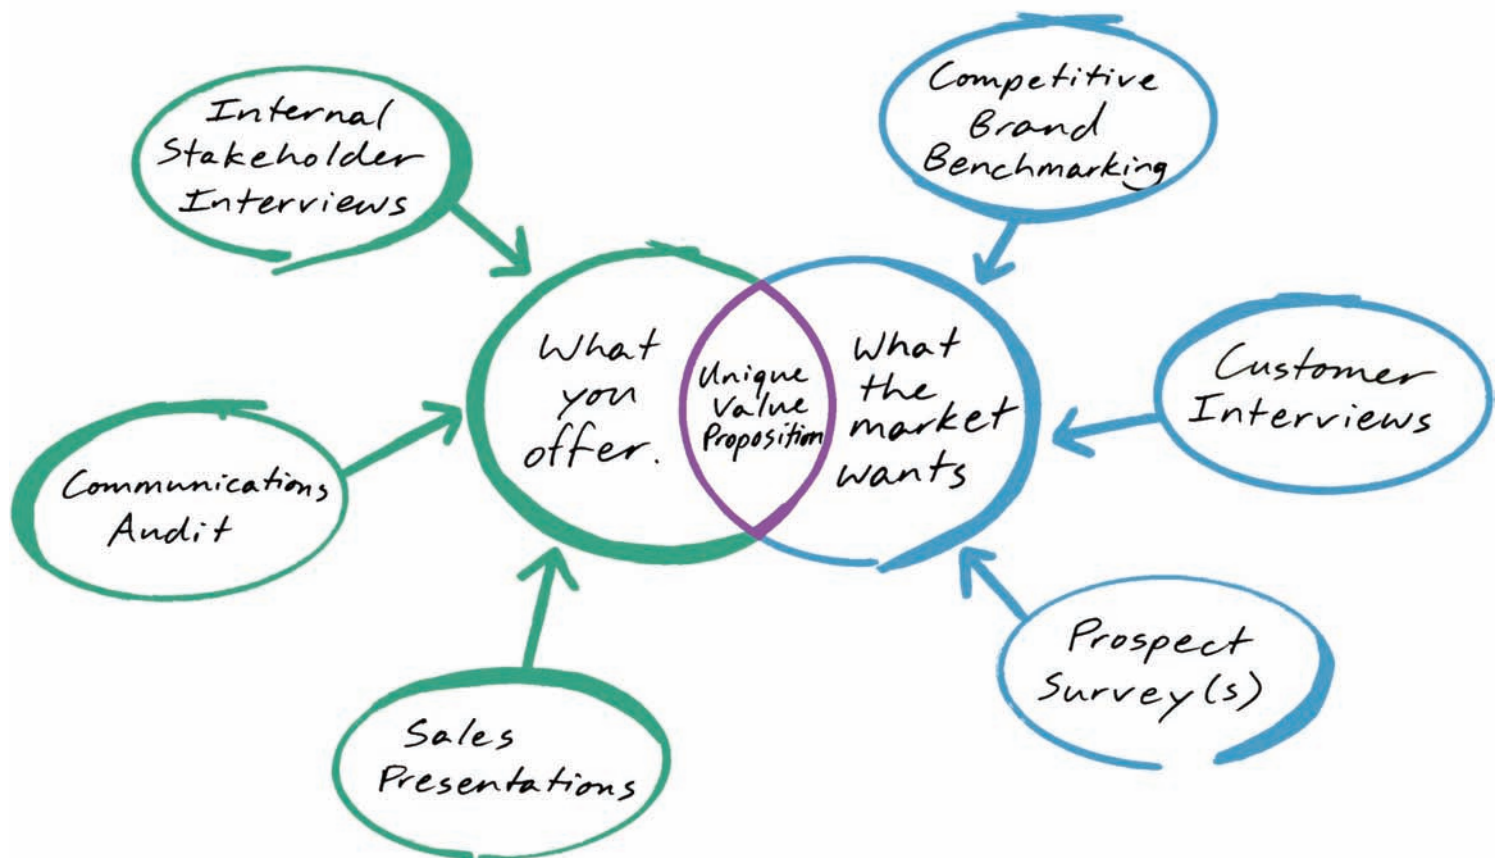 Internal
Stakeholder
Interviews
Competitive
Brand
Benchmarking
What
you
offer.
Unique
Value
Proposition
What
the
market
wants
Customer
Interviews
Communications
Audit
Sales
Presentations
Prospect
Survey(s)